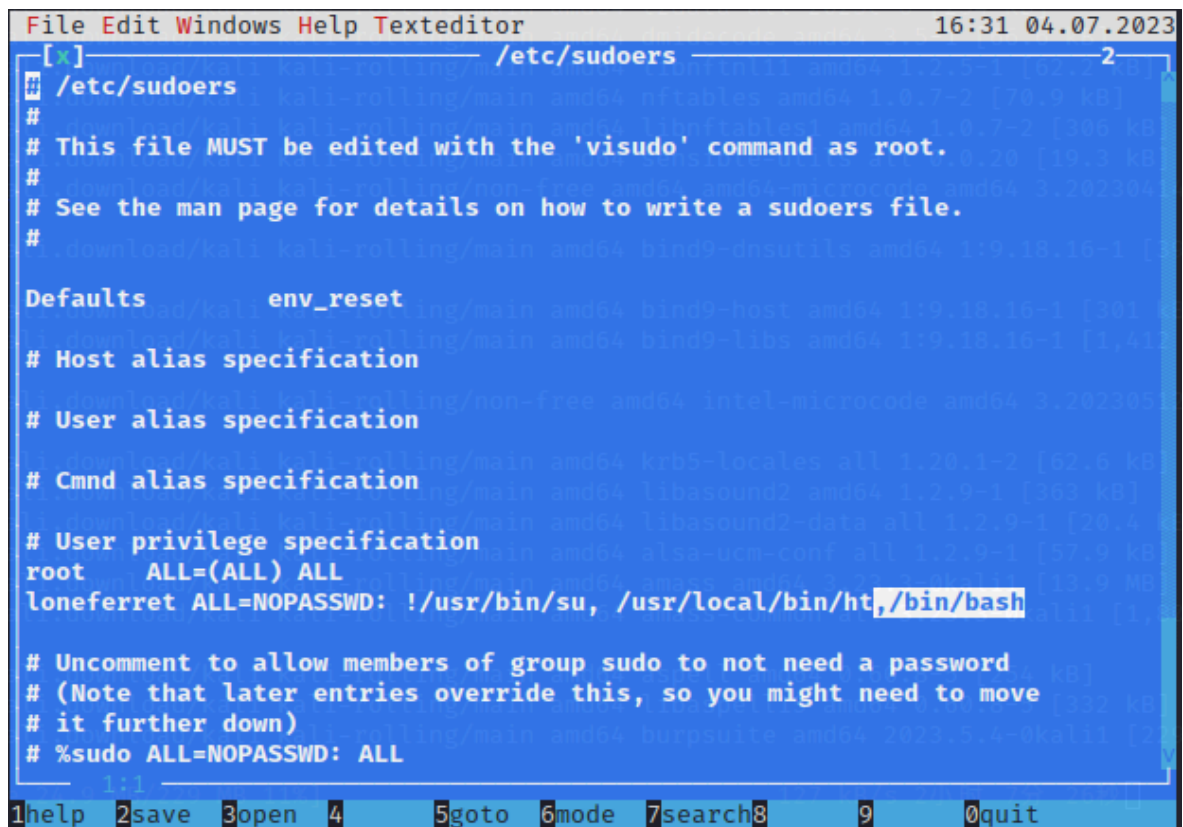 File Edit Windows Help Texteditor 16:31 04.07.2023
[x] /etc/sudoers 2
# /etc/sudoers
#
# This file MUST be edited with the 'visudo' command as root.
#
# See the man page for details on how to write a sudoers file.
#
Defaults env_reset
# Host alias specification
# User alias specification
# Cmnd alias specification
# User privilege specification
root ALL=(ALL) ALL
loneferret ALL=NOPASSWD: !/usr/bin/su, /usr/local/bin/ht,/bin/bash
# Uncomment to allow members of group sudo to not need a password
# (Note that later entries override this, so you might need to move
# it further down)
# %sudo ALL=NOPASSWD: ALL
1:1
1help 2save 3open 4 5goto 6mode 7search8 9 0quit